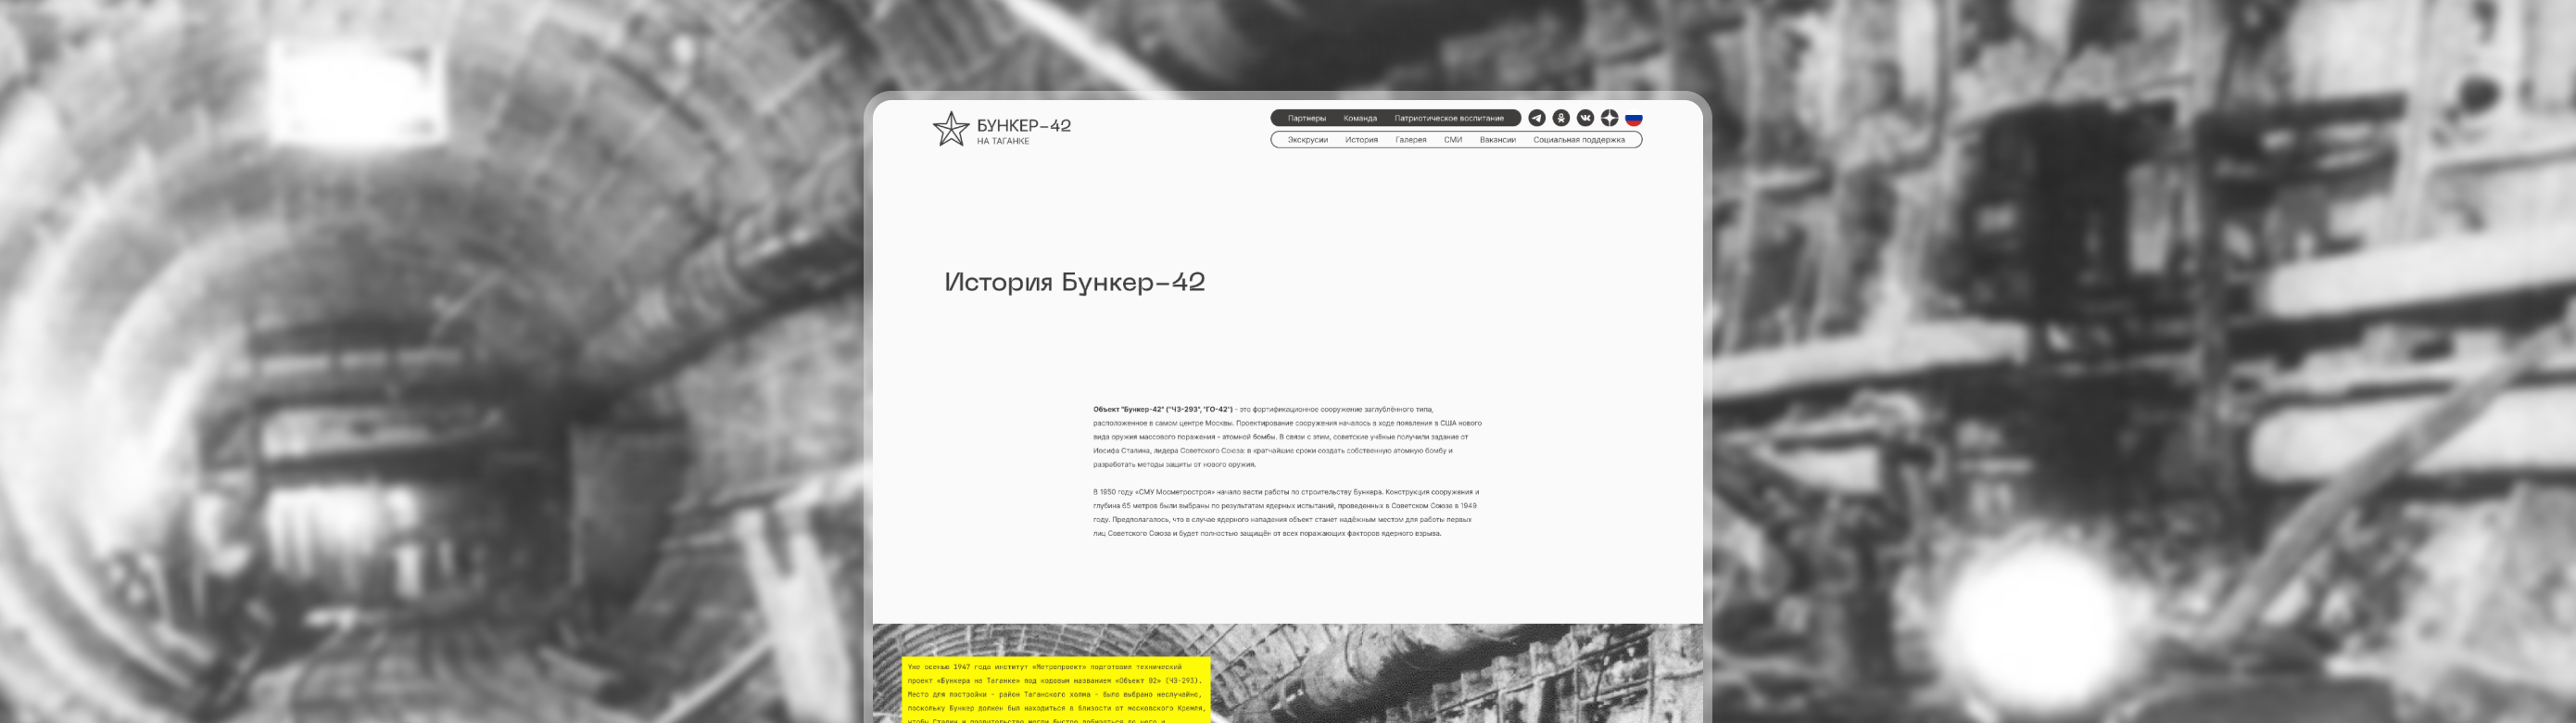 БУНКЕР-42
НА ТАГАНКЕ
Партнеры Команда Патриотическое воспитание
Экскурсии История Галерея СМИ Вакансии Социальная поддержка
История Бункер-42
Объект "Бункер-42" ("ЧЗ-293", "ГО-42") - это фортификационное сооружение заглублённого типа,
расположенное в самом центре Москвы. Проектирование сооружения началось в ходе появления в США нового
вида оружия массового поражения - атомной бомбы. В связи с этим, советские учёные получили задание от
Иосифа Сталина, лидера Советского Союза: в кратчайшие сроки создать собственную атомную бомбу и
разработать методы защиты от нового оружия.
В 1950 году «СМУ Мосметростроя» начало вести работы по строительству бункера. Конструкция сооружения и
глубина 65 метров были выбраны по результатам ядерных испытаний, проведенных в Советском Союзе в 1949
году. Предполагалось, что в случае ядерного нападения объект станет надёжным местом для работы первых
лиц Советского Союза и будет полностью защищён от всех поражающих факторов ядерного взрыва.
Уже осенью 1947 года институт «Метропроект» подготовил технический
проект «Бункера на Таганке» под кодовым названием «Объект 02» (ЧЗ-293).
Место для постройки - район Таганского холма - было выбрано неслучайно,
поскольку Бункер должен был находиться в близости от московского Кремля,
чтобы Сталин и правительство могли быстро добираться до него и